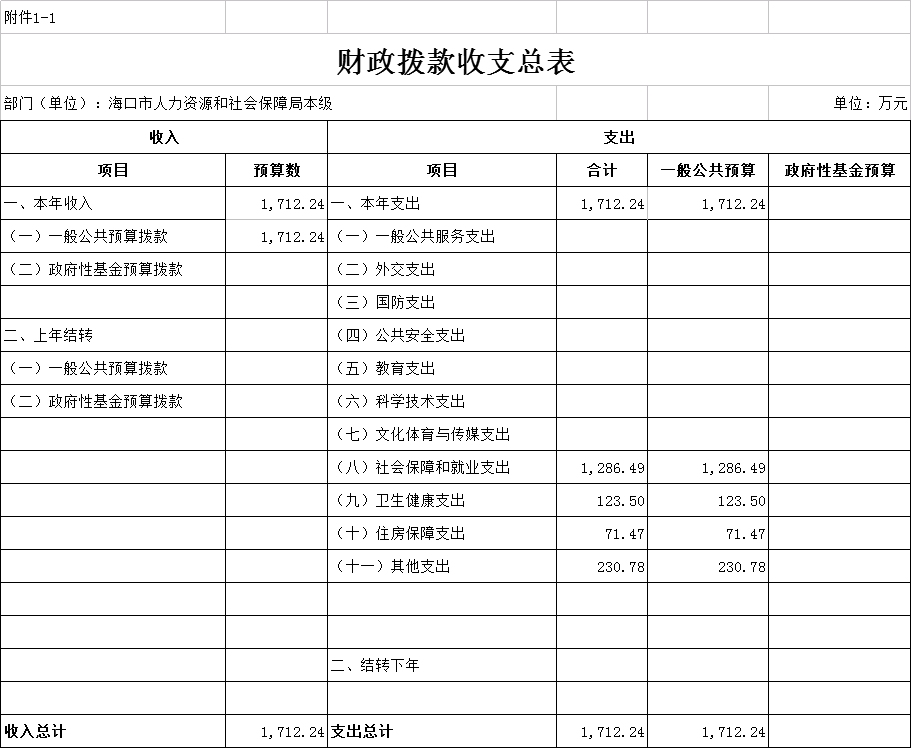 附件1-1
财政拨款收支总表
部门（单位）：海口市人力资源和社会保障局本级 单位：万元
收入 支出
项目 预算数 项目 合计 一般公共预算 政府性基金预算
一、本年收入 1,712.24 一、本年支出 1,712.24 1,712.24
（一）一般公共预算拨款 1,712.24 （一）一般公共服务支出
（二）政府性基金预算拨款 （二）外交支出
（三）国防支出
二、上年结转 （四）公共安全支出
（一）一般公共预算拨款 （五）教育支出
（二）政府性基金预算拨款 （六）科学技术支出
（七）文化体育与传媒支出
（八）社会保障和就业支出 1,286.49 1,286.49
（九）卫生健康支出 123.50 123.50
（十）住房保障支出 71.47 71.47
（十一）其他支出 230.78 230.78
二、结转下年
收入总计 1,712.24 支出总计 1,712.24 1,712.24